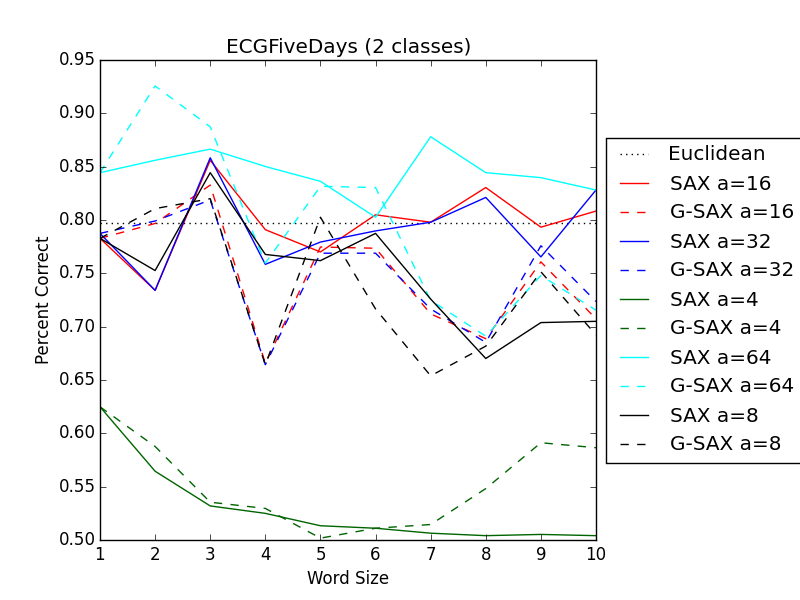 ECGFiveDays (2 classes)
0.95
0.90
0.85
0.80
0.75
0.70
0.65
0.60
0.55
0.50
Percent Correct
1 2 3 4 5 6 7 8 9 10
Word Size
Euclidean
SAX a=16
G-SAX a=16
SAX a=32
G-SAX a=32
SAX a=4
G-SAX a=4
SAX a=64
G-SAX a=64
SAX a=8
G-SAX a=8